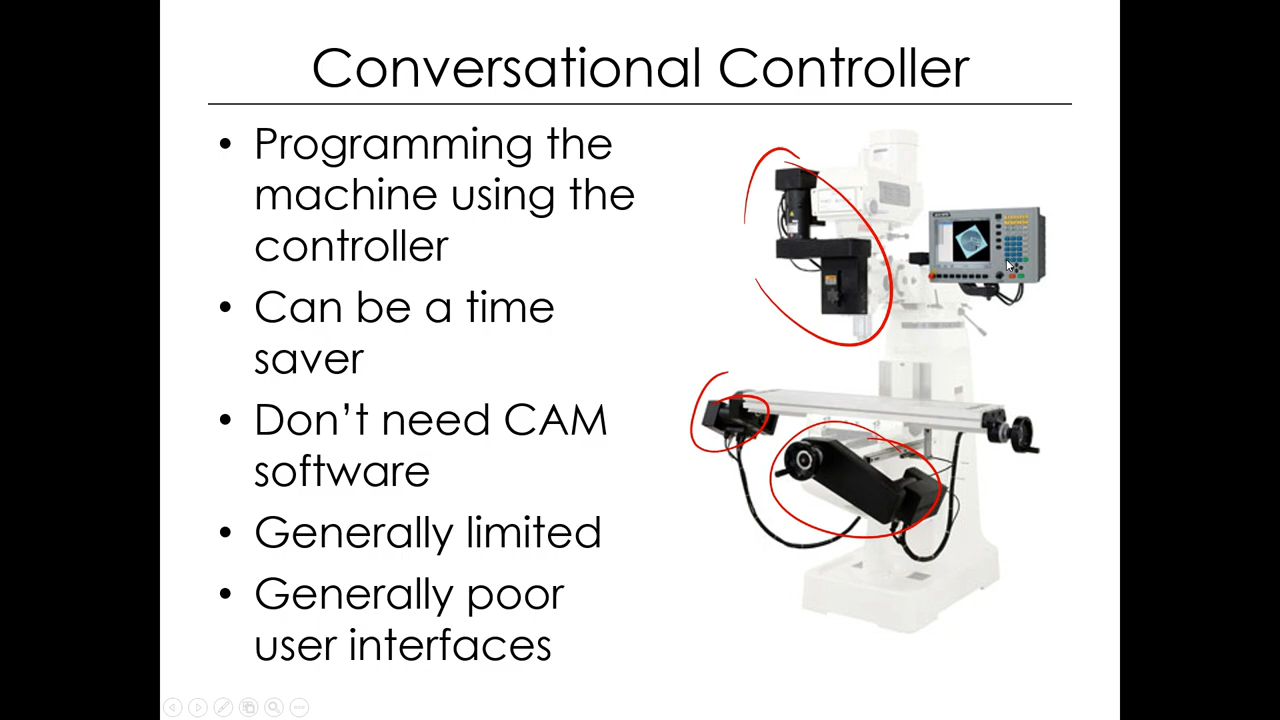 Conversational Controller
• Programming the
machine using the
controller
• Can be a time
saver
• Don’t need CAM
software
• Generally limited
• Generally poor
user interfaces